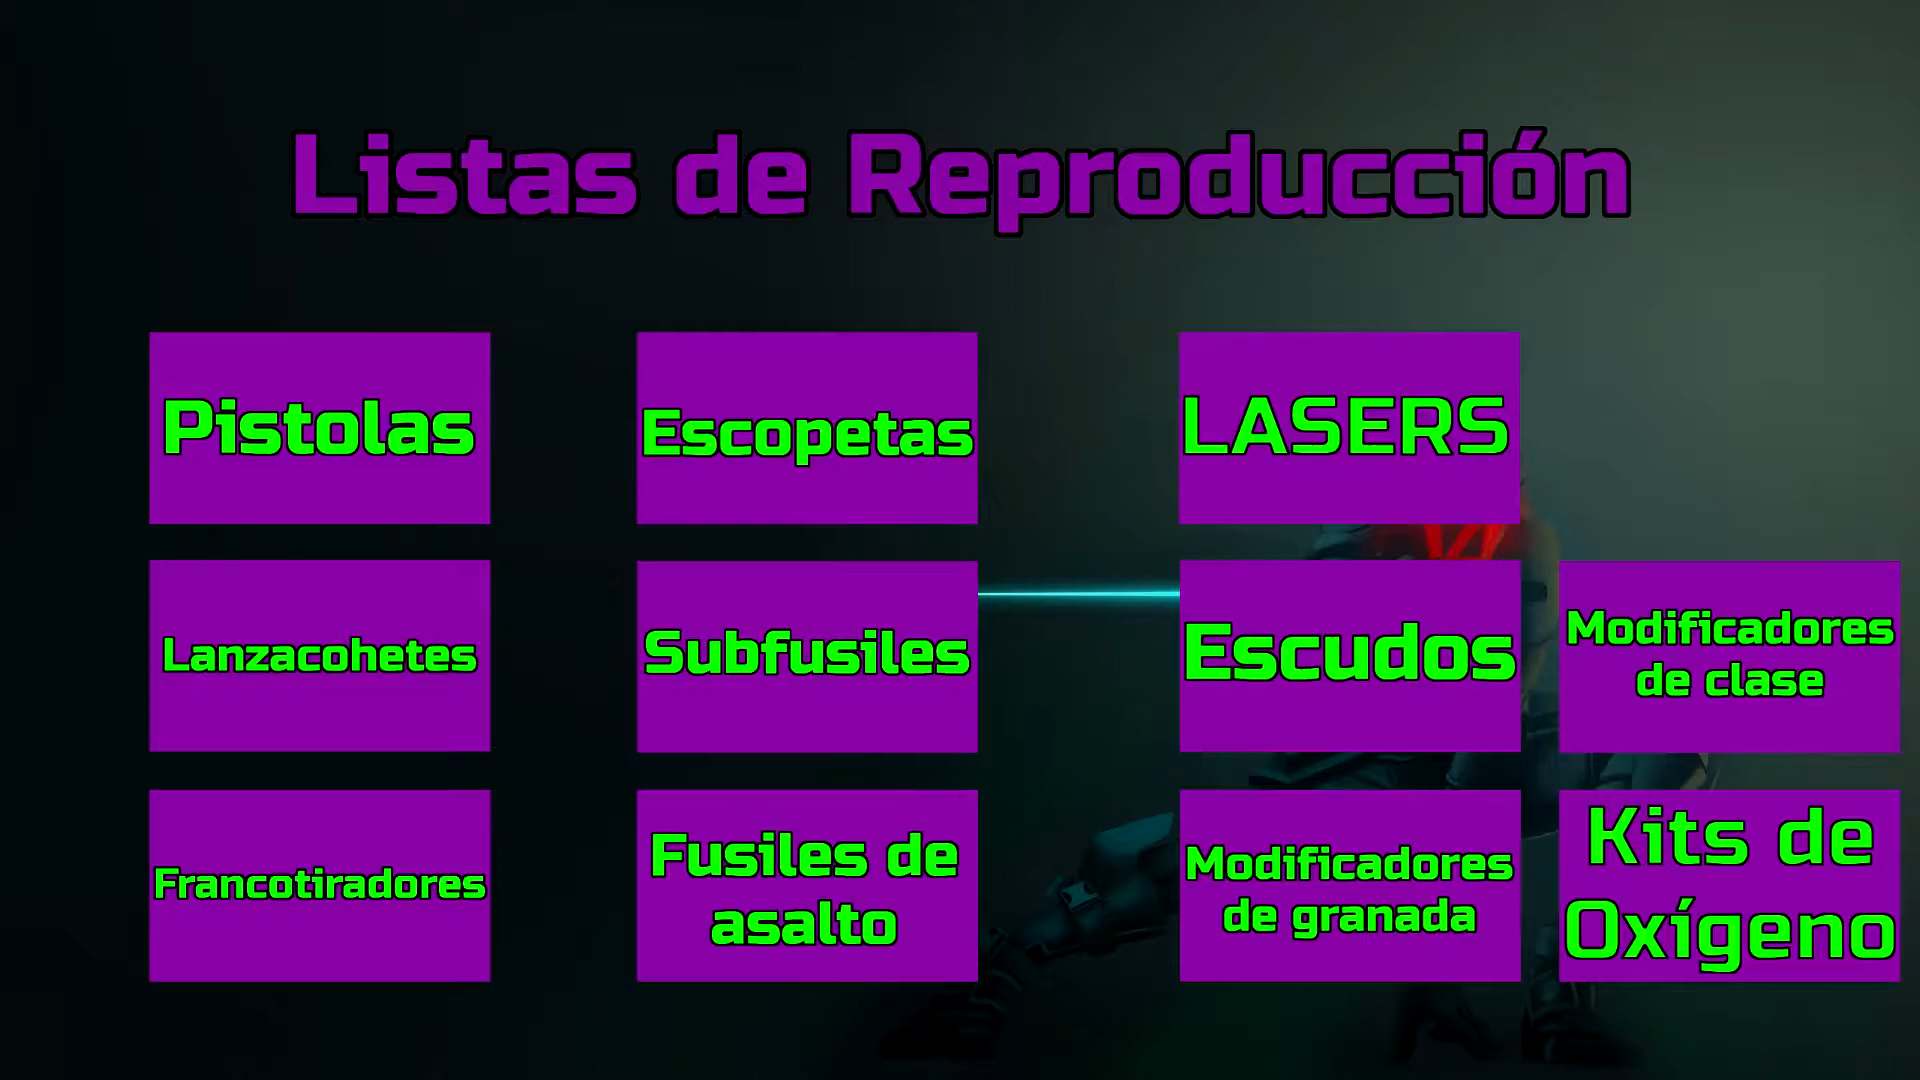 Listas de Reproducción
Pistolas
Escopetas
LASERS
Lanzacohetes
Subfusiles
Escudos
Modificadores
de clase
Francotiradores
Fusiles de
asalto
Modificadores
de granada
Kits de
Oxígeno